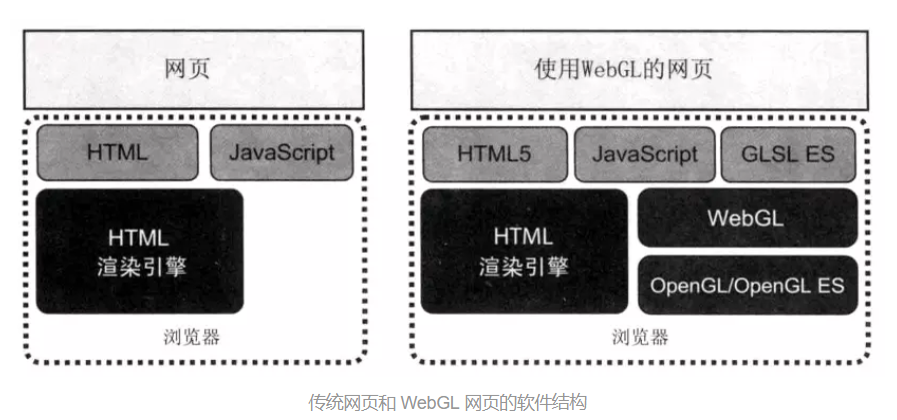 网页
使用WebGL的网页
HTML
JavaScript
HTML5
JavaScript
GLSL ES
HTML
渲染引擎
HTML
渲染引擎
WebGL
OpenGL/OpenGL ES
浏览器
浏览器
传统网页和 WebGL 网页的软件结构